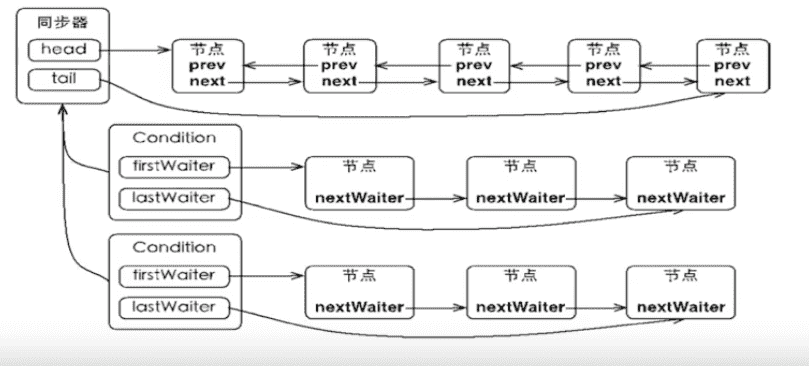 同步器
head
tail
节点
prev
next
节点
prev
next
节点
prev
next
节点
prev
next
节点
prev
next
Condition
firstWaiter
lastWaiter
节点
nextWaiter
节点
nextWaiter
节点
nextWaiter
Condition
firstWaiter
lastWaiter
节点
nextWaiter
节点
nextWaiter
节点
nextWaiter